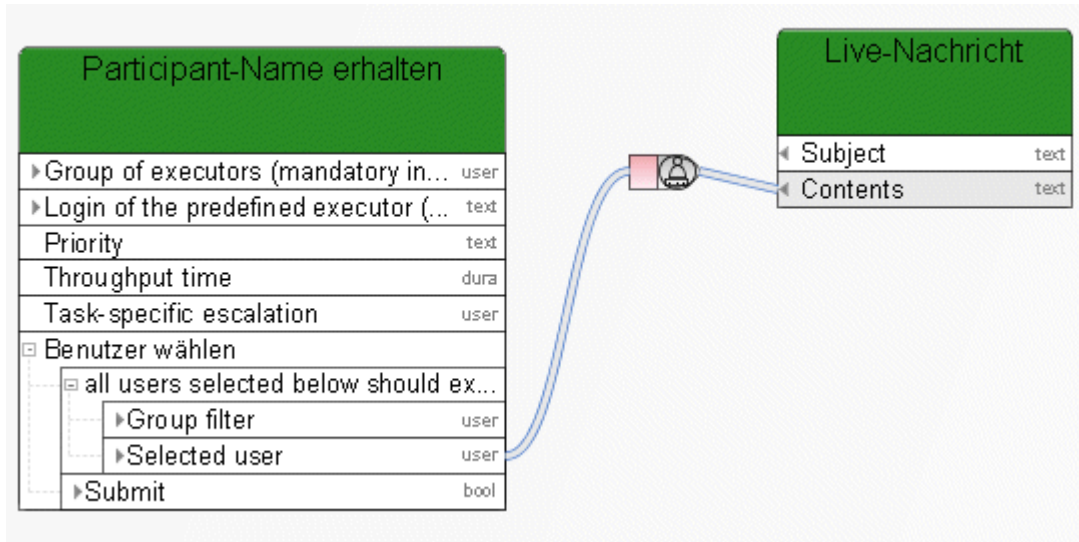 Participant-Name erhalten
Group of executors (mandatory in... user
Login of the predefined executor (... text
Priority text
Throughput time dura
Task-specific escalation user
Benutzer wählen
all users selected below should ex...
Group filter user
Selected user user
Submit bool
Live-Nachricht
Subject text
Contents text